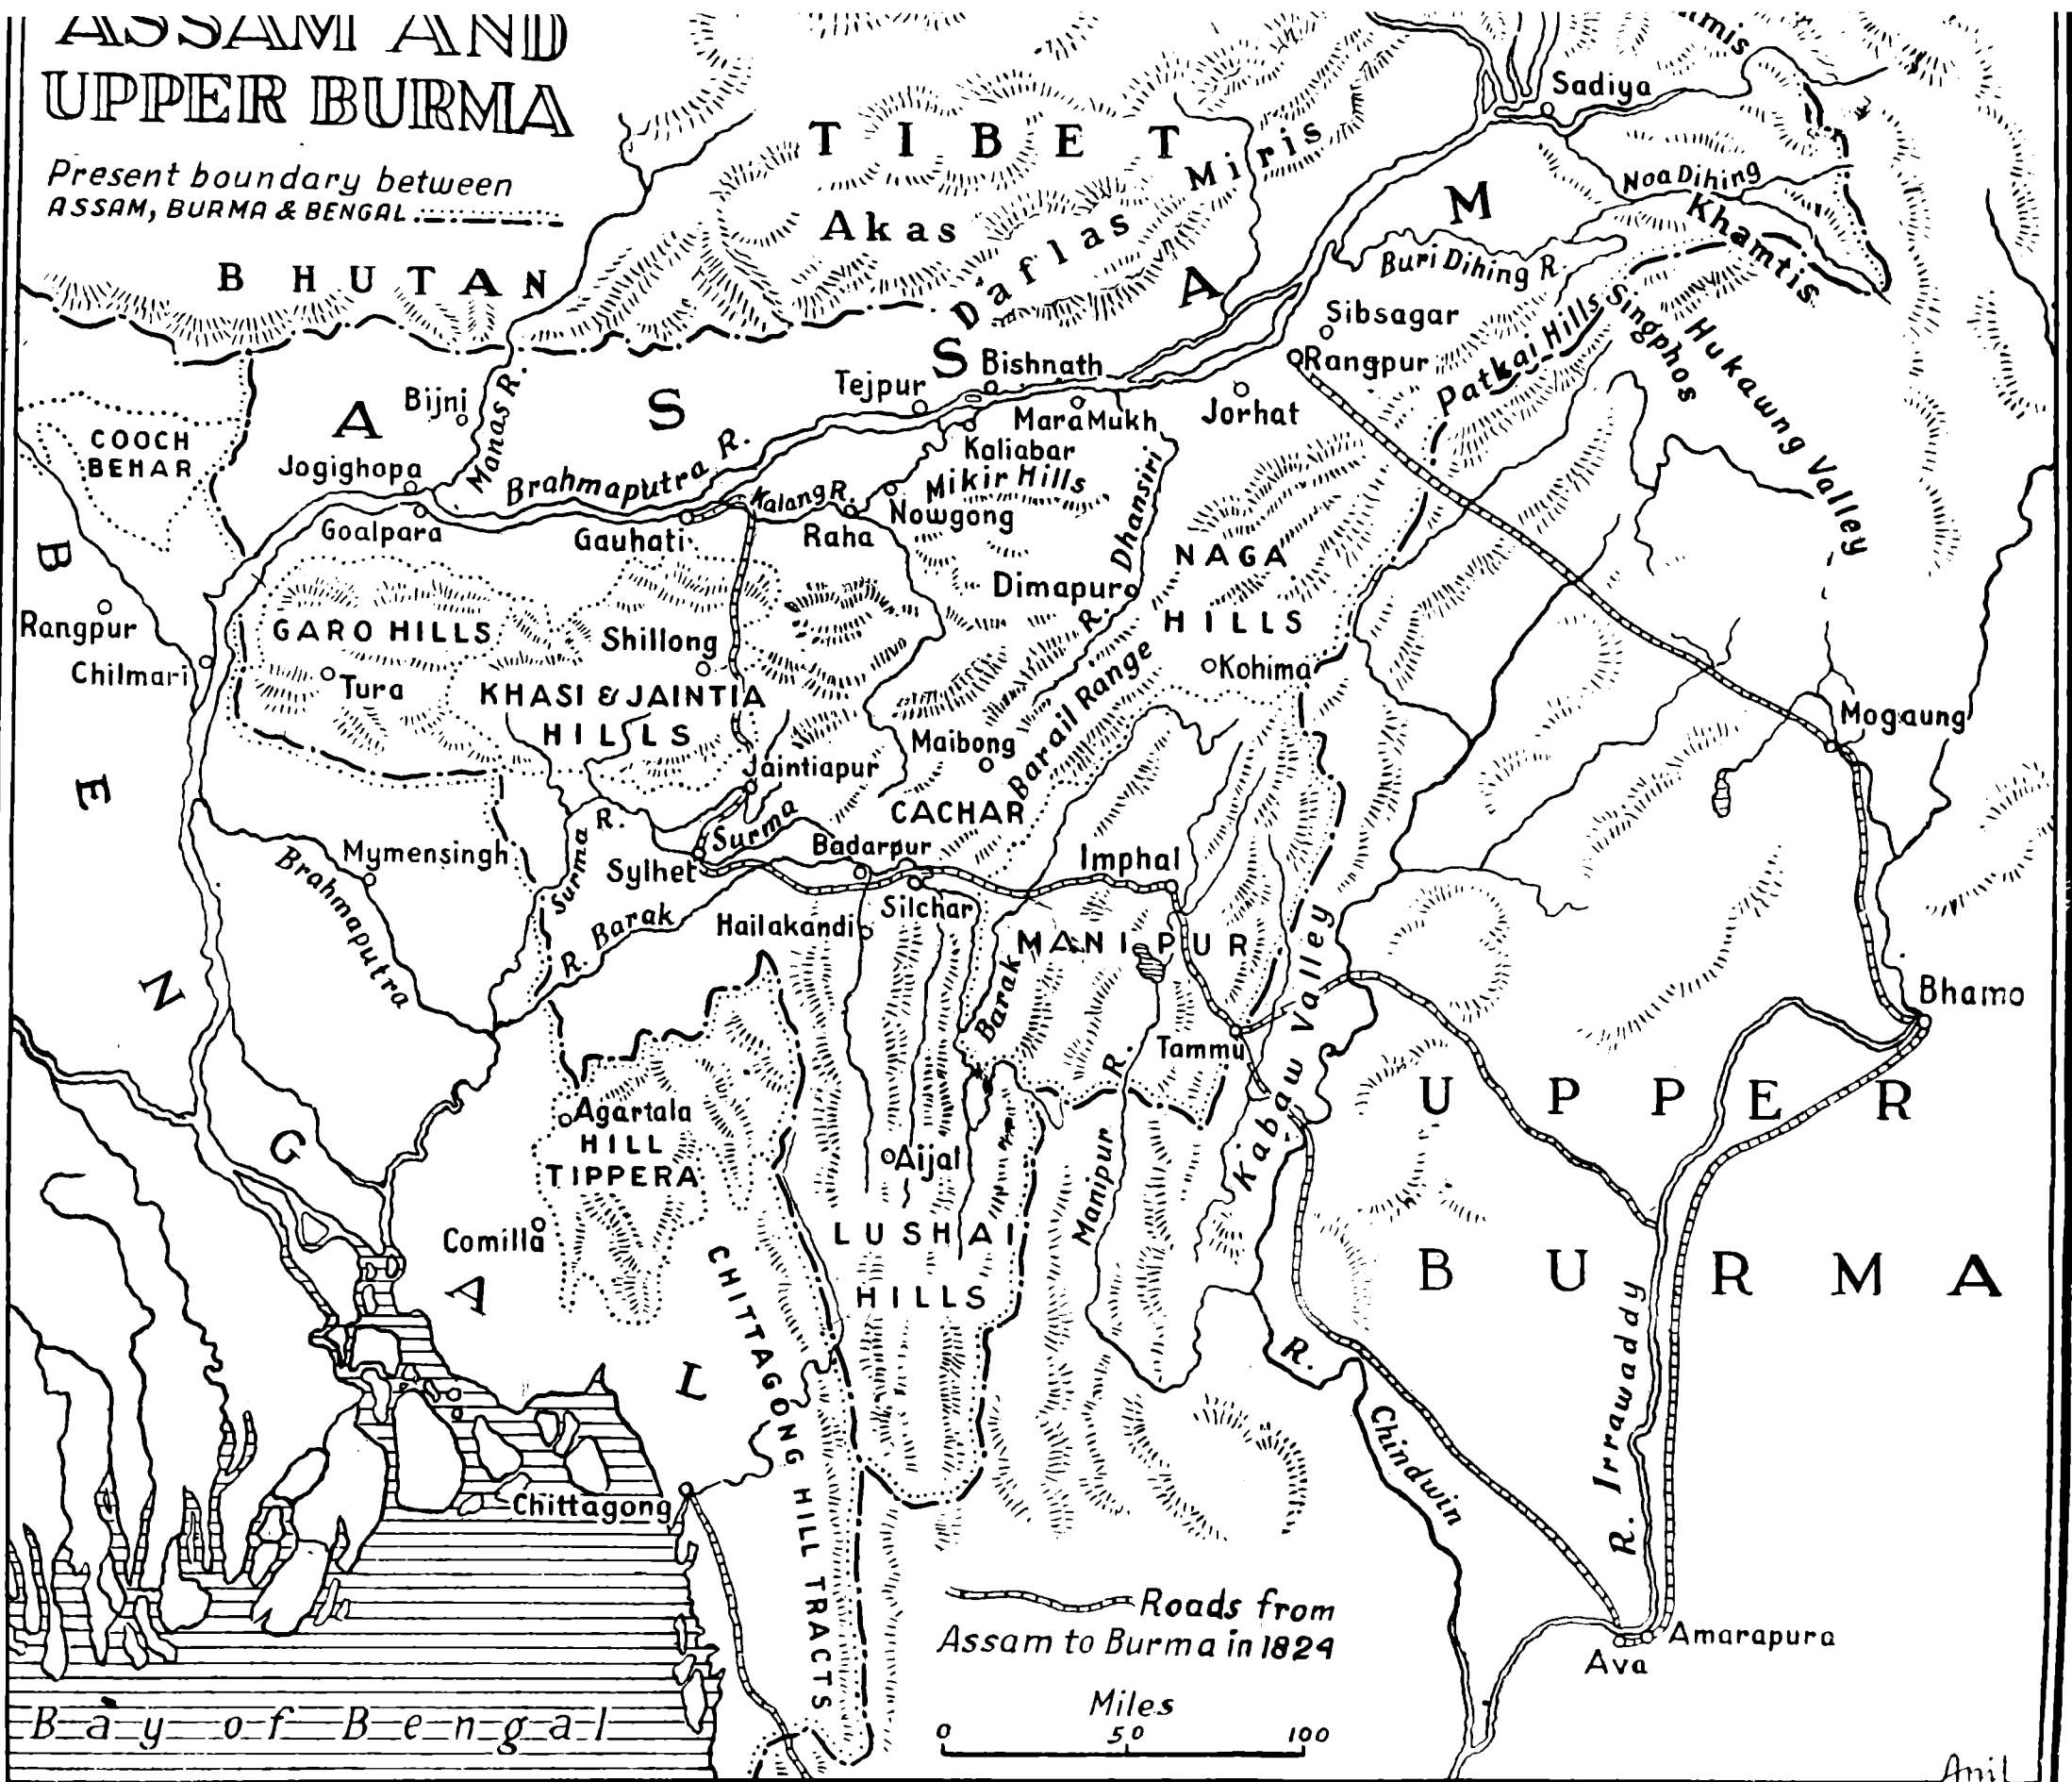 ASSAM AND
UPPER BURMA
Present boundary between
ASSAM, BURMA & BENGAL
Sadiya
TIBET
Miris
Akas
Daflas
Noa Dihing
Khamtis
BHUTAN
ASSAM
Buri Dihing R.
Sibsagar
Rangpur
Patkai Hills
Singphos
Hukawng Valley
Bishnath
Tejpur
Bijni
Manas R.
Mara Mukh
Jorhat
COOCH
BEHAR
Jogighopa
Brahmaputra R.
Kaliabar
Mikir Hills
Kalang R.
Nowgong
Goalpara
Gauhati
Raha
Dhansiri R.
NAGA
HILLS
Dimapur
Rangpur
GARO HILLS
Shillong
Kohima
Chilmari
Tura
KHASI & JAINTIA
HILLS
Barail Range
Mogaung
Maibong
Jaintiapur
CACHAR
Surma R.
Surma
Mymensingh
Brahmaputra
Sylhet
Badarpur
Imphal
R. Barak
Hailakandi
Silchar
MANIPUR
Barak
Bhamo
Tammu
Kabaw Valley
UPPER
BURMA
BENGAL
Agartala
HILL
TIPPERA
Aijal
Manipur R.
Comilla
LUSHAI
HILLS
CHITTAGONG HILL TRACTS
R. Chindwin
R. Irrawaddy
Chittagong
Roads from
Assam to Burma in 1824
Amarapura
Ava
Miles
0 50 100
Bay of Bengal
Anil